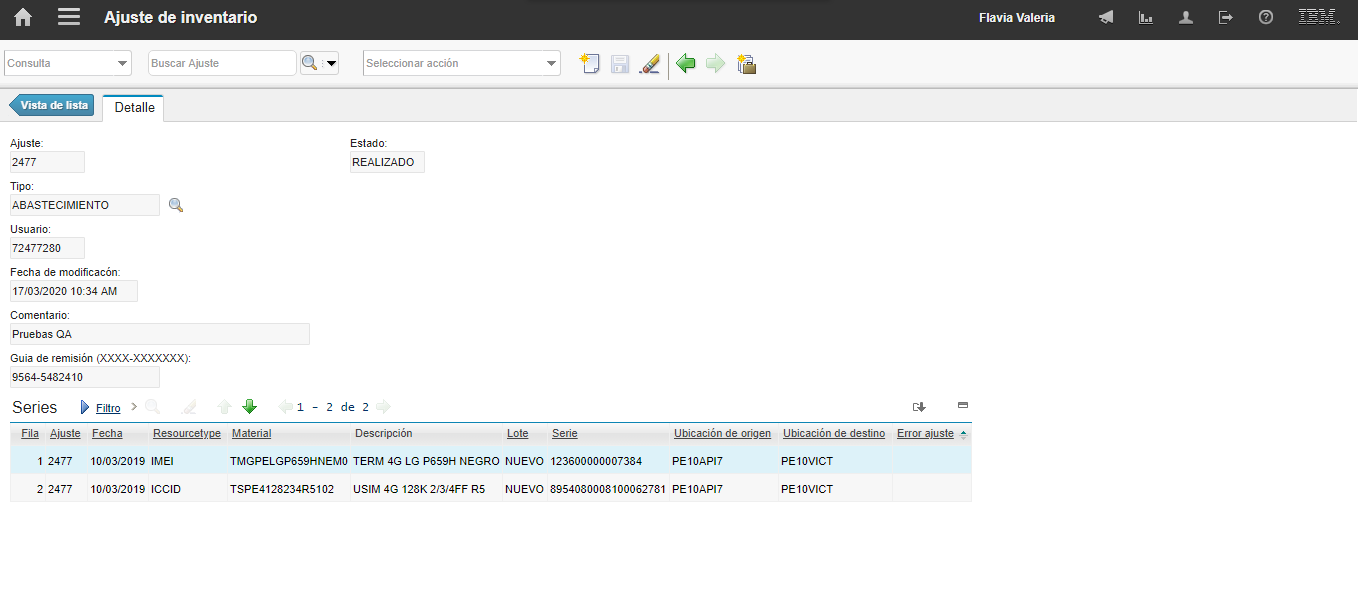 Ajuste de inventario Flavia Valeria IBM.
Consulta Buscar Ajuste Seleccionar acción
Vista de lista Detalle
Ajuste: Estado:
2477 REALIZADO
Tipo:
ABASTECIMIENTO
Usuario:
72477280
Fecha de modificacón:
17/03/2020 10:34 AM
Comentario:
Pruebas QA
Guia de remisión (XXXX-XXXXXXX):
9564-5482410
Series Filtro 1 - 2 de 2
Fila Ajuste Fecha Resourcetype Material Descripción Lote Serie Ubicación de origen Ubicación de destino Error ajuste
1 2477 10/03/2019 IMEI TMGPELGP659HNEM0 TERM 4G LG P659H NEGRO NUEVO 123600000007384 PE10API7 PE10VICT
2 2477 10/03/2019 ICCID TSPE4128234R5102 USIM 4G 128K 2/3/4FF R5 NUEVO 8954080008100062781 PE10API7 PE10VICT